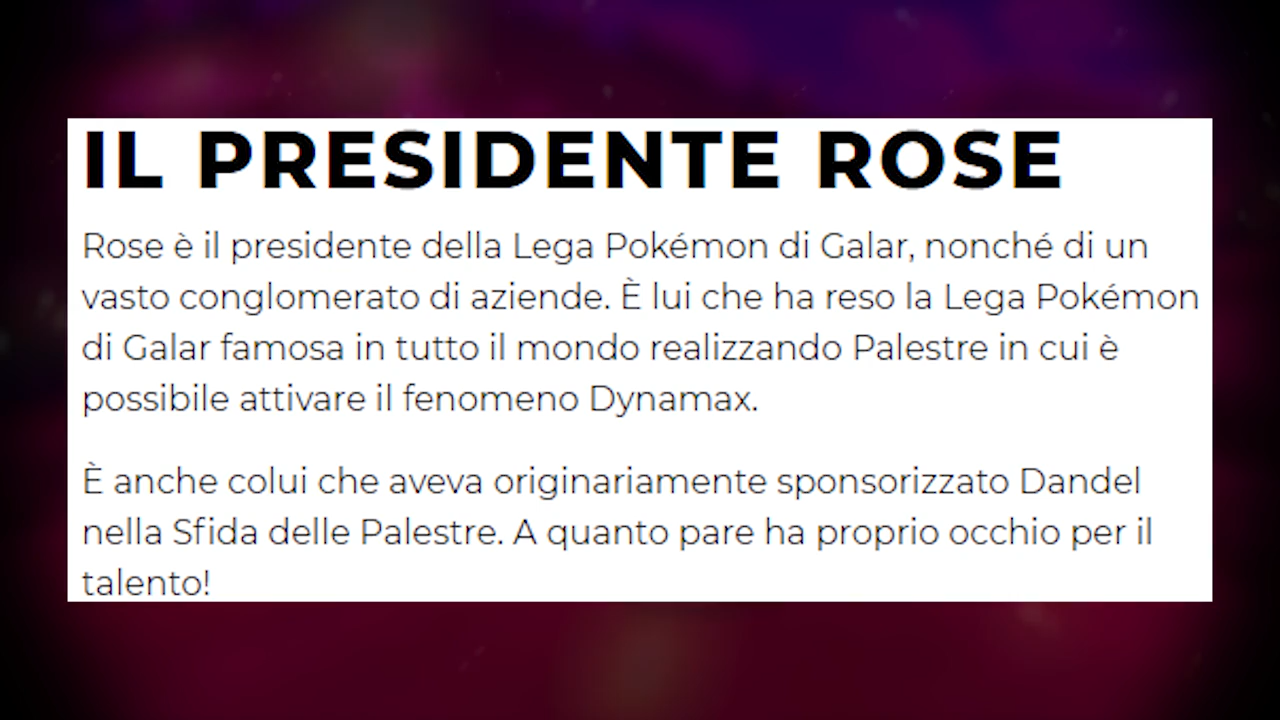 IL PRESIDENTE ROSE
Rose è il presidente della Lega Pokémon di Galar, nonché di un
vasto conglomerato di aziende. È lui che ha reso la Lega Pokémon
di Galar famosa in tutto il mondo realizzando Palestre in cui è
possibile attivare il fenomeno Dynamax.
È anche colui che aveva originariamente sponsorizzato Dandel
nella Sfida delle Palestre. A quanto pare ha proprio occhio per il
talento!